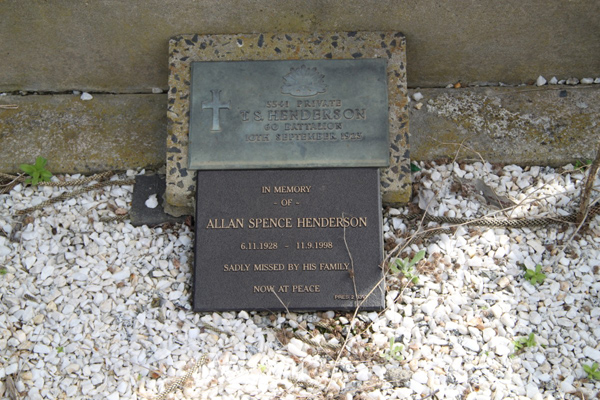 3341 PRIVATE
T. S. HENDERSON
60 BATTALION
SEPTEMBER 1925
IN MEMORY
- OF -
ALLAN SPENCE HENDERSON
6.11.1928 - 11.9.1998
SADLY MISSED BY HIS FAMILY
NOW AT PEACE